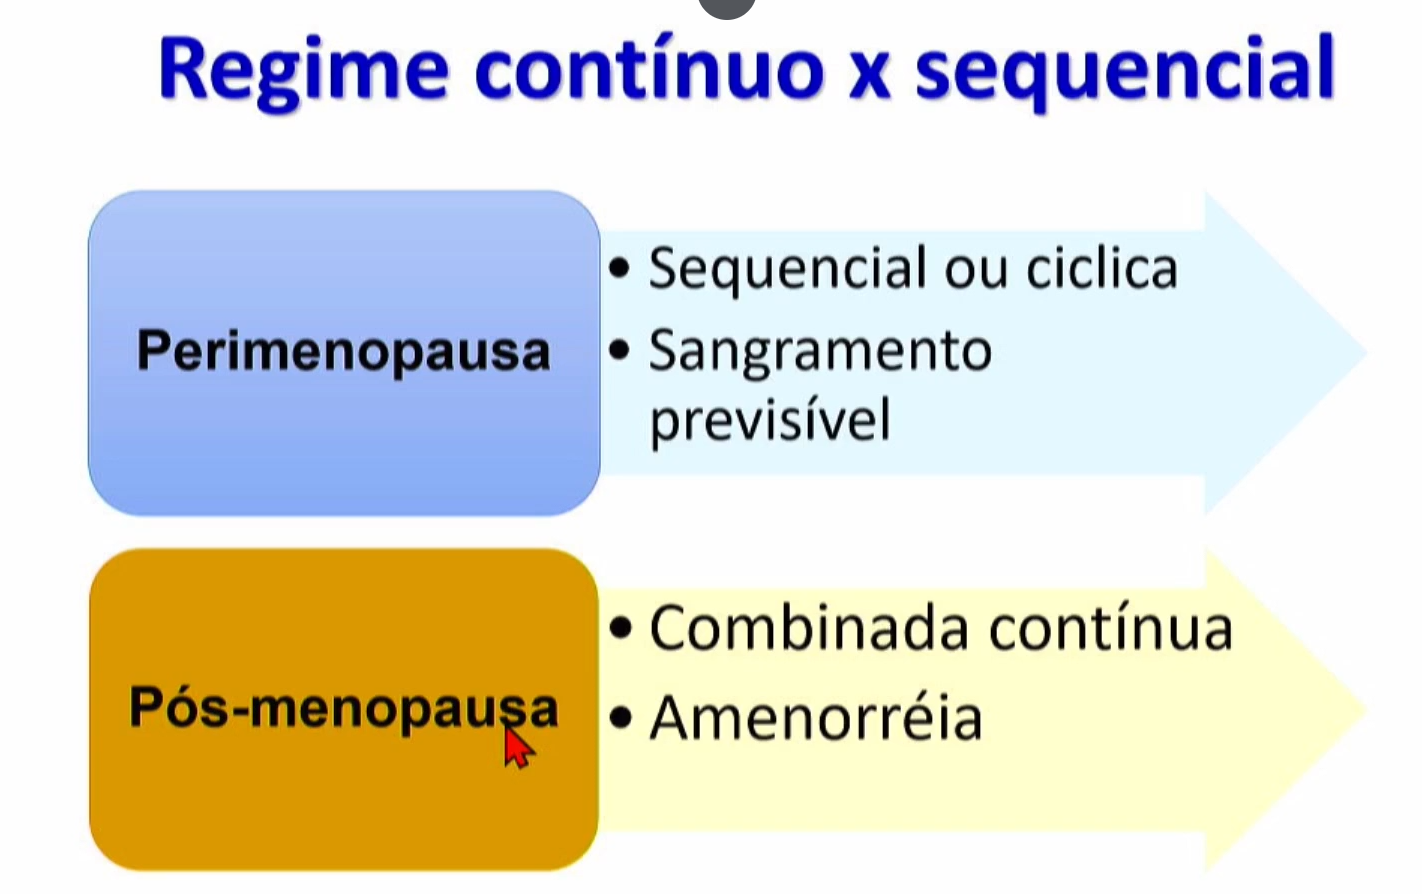 Regime contínuo x sequencial
Perimenopausa
• Sequencial ou ciclica
• Sangramento
previsível
Pós-menopausa
• Combinada contínua
• Amenorréia